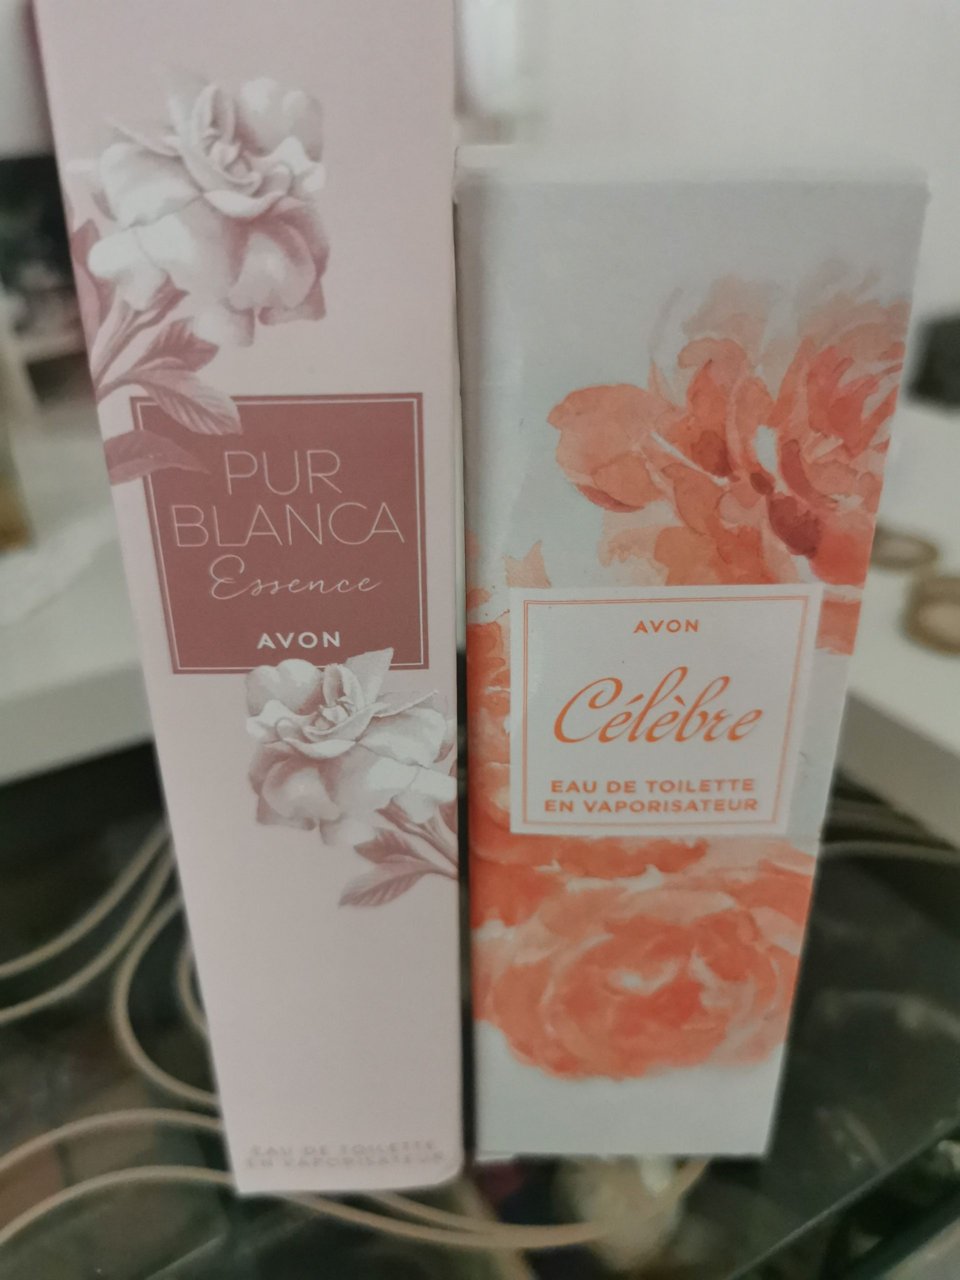 PUR
BLANCA
Essence
AVON
EAU DE TOILETTE
EN VAPORISATEUR
AVON
Célèbre
EAU DE TOILETTE
EN VAPORISATEUR